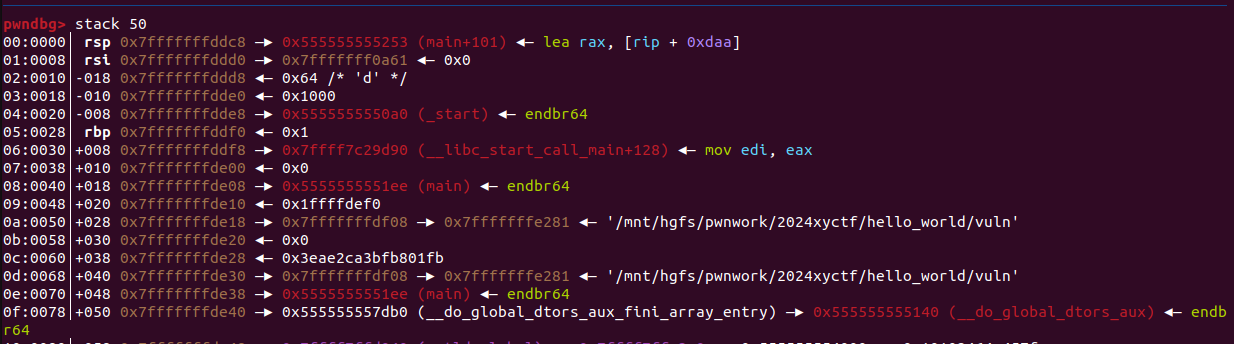 pwndbg> stack 50
00:0000│ rsp 0x7fffffffddc8 —▸ 0x555555555253 (main+101) ◂— lea rax, [rip + 0xdaa]
01:0008│ rsi 0x7fffffffddd0 —▸ 0x7fffffff0a61 ◂— 0x0
02:0010│-018 0x7fffffffddd8 ◂— 0x64 /* 'd' */
03:0018│-010 0x7fffffffdde0 ◂— 0x1000
04:0020│-008 0x7fffffffdde8 —▸ 0x5555555550a0 (_start) ◂— endbr64
05:0028│ rbp 0x7fffffffddf0 ◂— 0x1
06:0030│+008 0x7fffffffddf8 —▸ 0x7ffff7c29d90 (__libc_start_call_main+128) ◂— mov edi, eax
07:0038│+010 0x7fffffffde00 ◂— 0x0
08:0040│+018 0x7fffffffde08 —▸ 0x5555555551ee (main) ◂— endbr64
09:0048│+020 0x7fffffffde10 ◂— 0x1ffffdef0
0a:0050│+028 0x7fffffffde18 —▸ 0x7fffffffdf08 —▸ 0x7fffffffe281 ◂— '/mnt/hgfs/pwnwork/2024xyctf/hello_world/vuln'
0b:0058│+030 0x7fffffffde20 ◂— 0x0
0c:0060│+038 0x7fffffffde28 ◂— 0x3eae2ca3bfb801fb
0d:0068│+040 0x7fffffffde30 —▸ 0x7fffffffdf08 —▸ 0x7fffffffe281 ◂— '/mnt/hgfs/pwnwork/2024xyctf/hello_world/vuln'
0e:0070│+048 0x7fffffffde38 —▸ 0x5555555551ee (main) ◂— endbr64
0f:0078│+050 0x7fffffffde40 —▸ 0x555555557db0 (__do_global_dtors_aux_fini_array_entry) —▸ 0x555555555140 (__do_global_dtors_aux) ◂— endb
r64